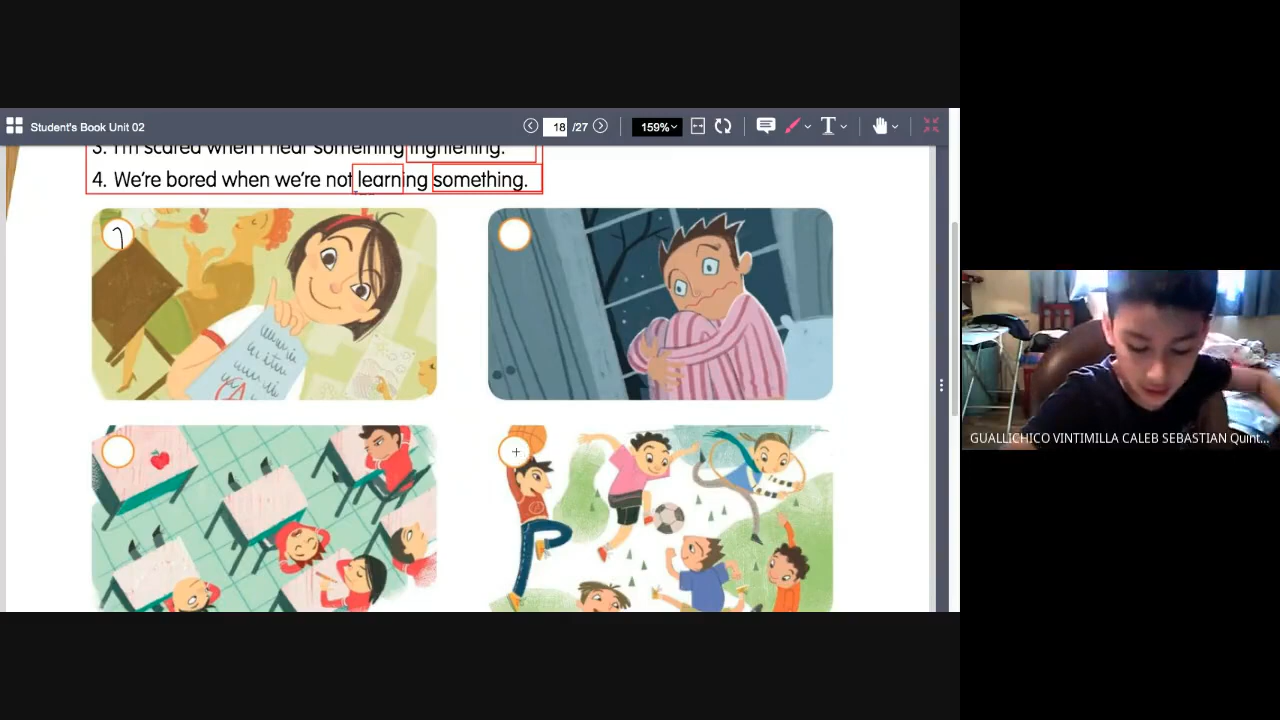 Student's Book Unit 02
18 /27
159%
T
3. I'm scared when I hear something frightening.
4. We're bored when we're not learning something.
A
GUALLICHICO VINTIMILLA CALEB SEBASTIAN Quint...